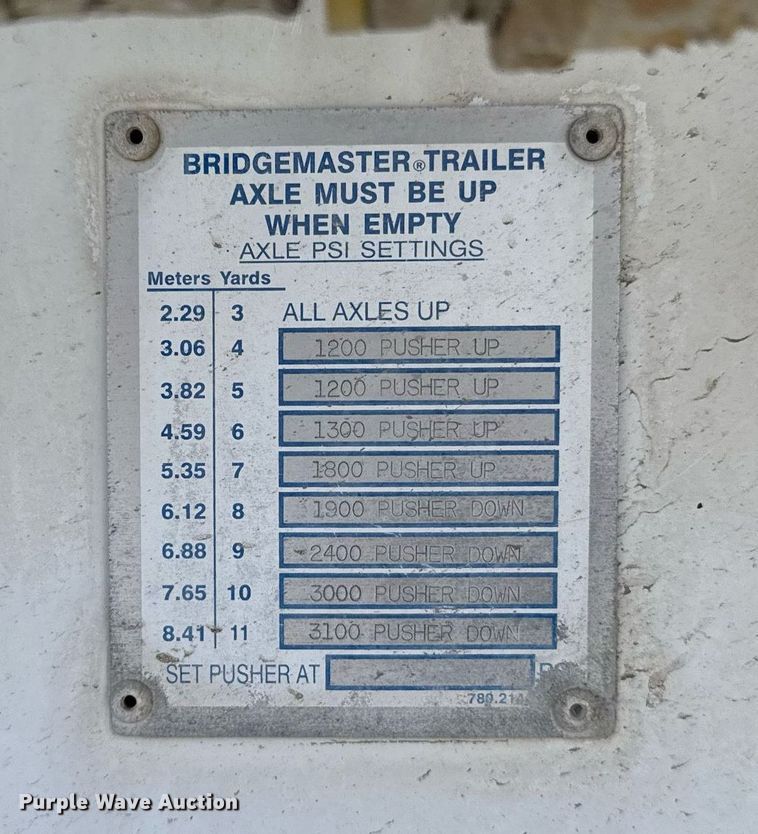 BRIDGEMASTER®TRAILER
AXLE MUST BE UP
WHEN EMPTY
AXLE PSI SETTINGS
Meters Yards
2.29 3 ALL AXLES UP
3.06 4 1200 PUSHER UP
3.82 5 1200 PUSHER UP
4.59 6 1300 PUSHER UP
5.35 7 1800 PUSHER UP
6.12 8 1900 PUSHER DOWN
6.88 9 2400 PUSHER DOWN
7.65 10 3000 PUSHER DOWN
8.41 11 3100 PUSHER DOWN
SET PUSHER AT
Purple Wave Auction